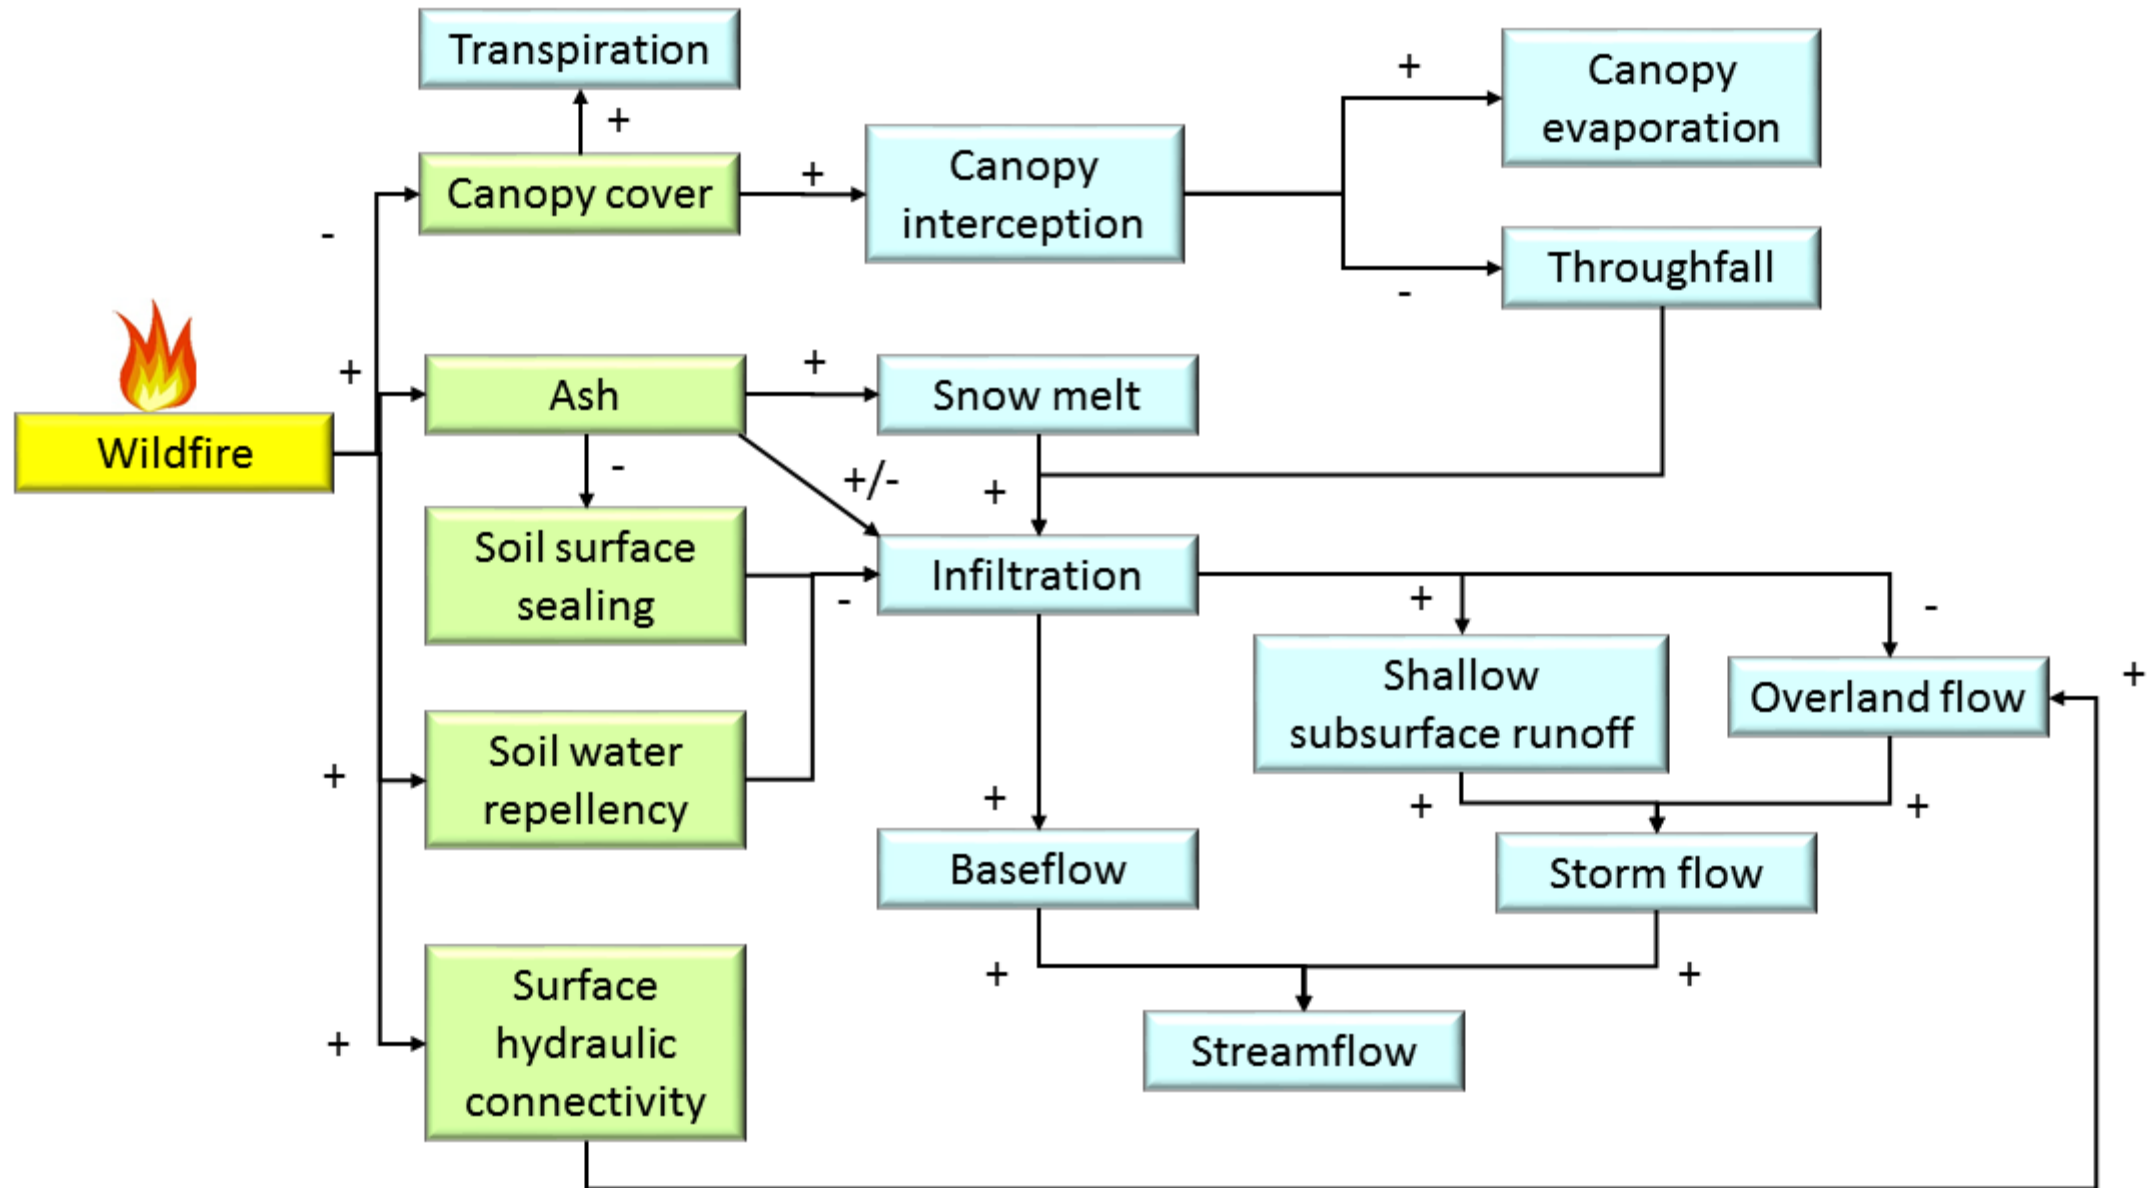 Transpiration
+
Canopy
evaporation
+
Canopy cover
+
Canopy
interception
-
Throughfall
-
Wildfire
+
Ash
+
Snow melt
-
+/-
+
Soil surface
sealing
-
Infiltration
+
-
Shallow
subsurface runoff
Overland flow
+
+
Soil water
repellency
+
Baseflow
+
+
Storm flow
+
Surface
hydraulic
connectivity
+
+
Streamflow